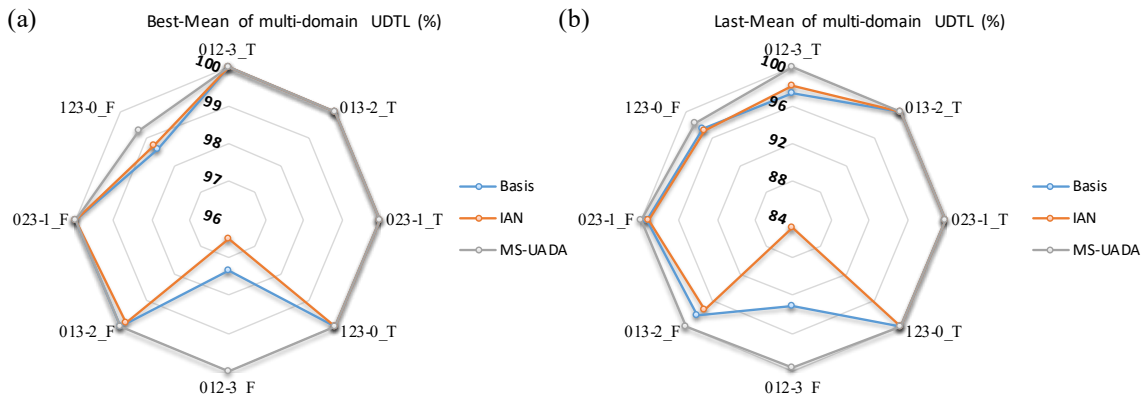 (a)
Best-Mean of multi-domain UDTL (%)
012-3_T
100
123-0_F
99
013-2_T
98
97
023-1_F
96
023-1_T
013-2_F
123-0_T
012-3_F
Basis
IAN
MS-UADA
(b)
Last-Mean of multi-domain UDTL (%)
012-3_T
100
123-0_F
96
013-2_T
92
88
023-1_F
84
023-1_T
013-2_F
123-0_T
012-3_F
Basis
IAN
MS-UADA